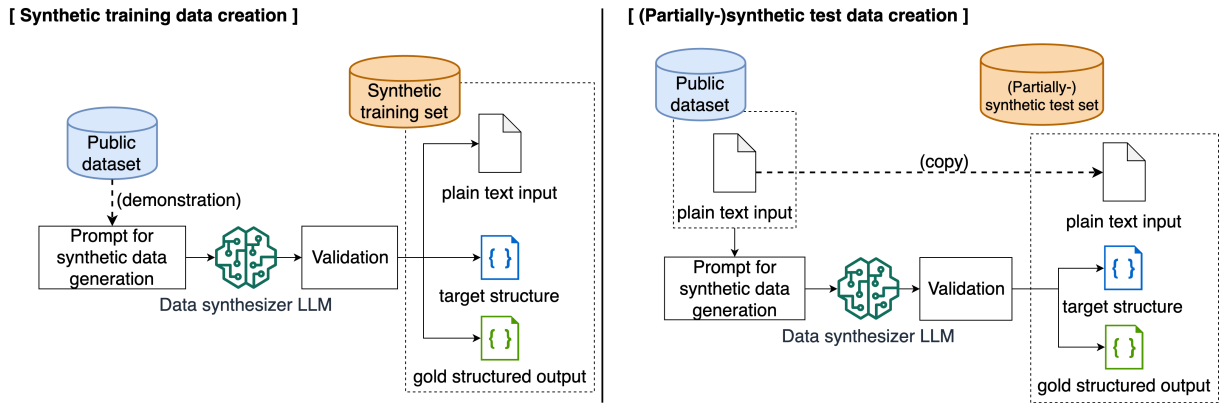 [ Synthetic training data creation ]
Public
dataset
(demonstration)
Prompt for
synthetic data
generation
Data synthesizer LLM
Validation
Synthetic
training set
plain text input
{ }
target structure
{ }
gold structured output
[ (Partially-)synthetic test data creation ]
Public
dataset
plain text input
Prompt for
synthetic data
generation
Data synthesizer LLM
Validation
(copy)
(Partially-)
synthetic test set
plain text input
{ }
target structure
{ }
gold structured output